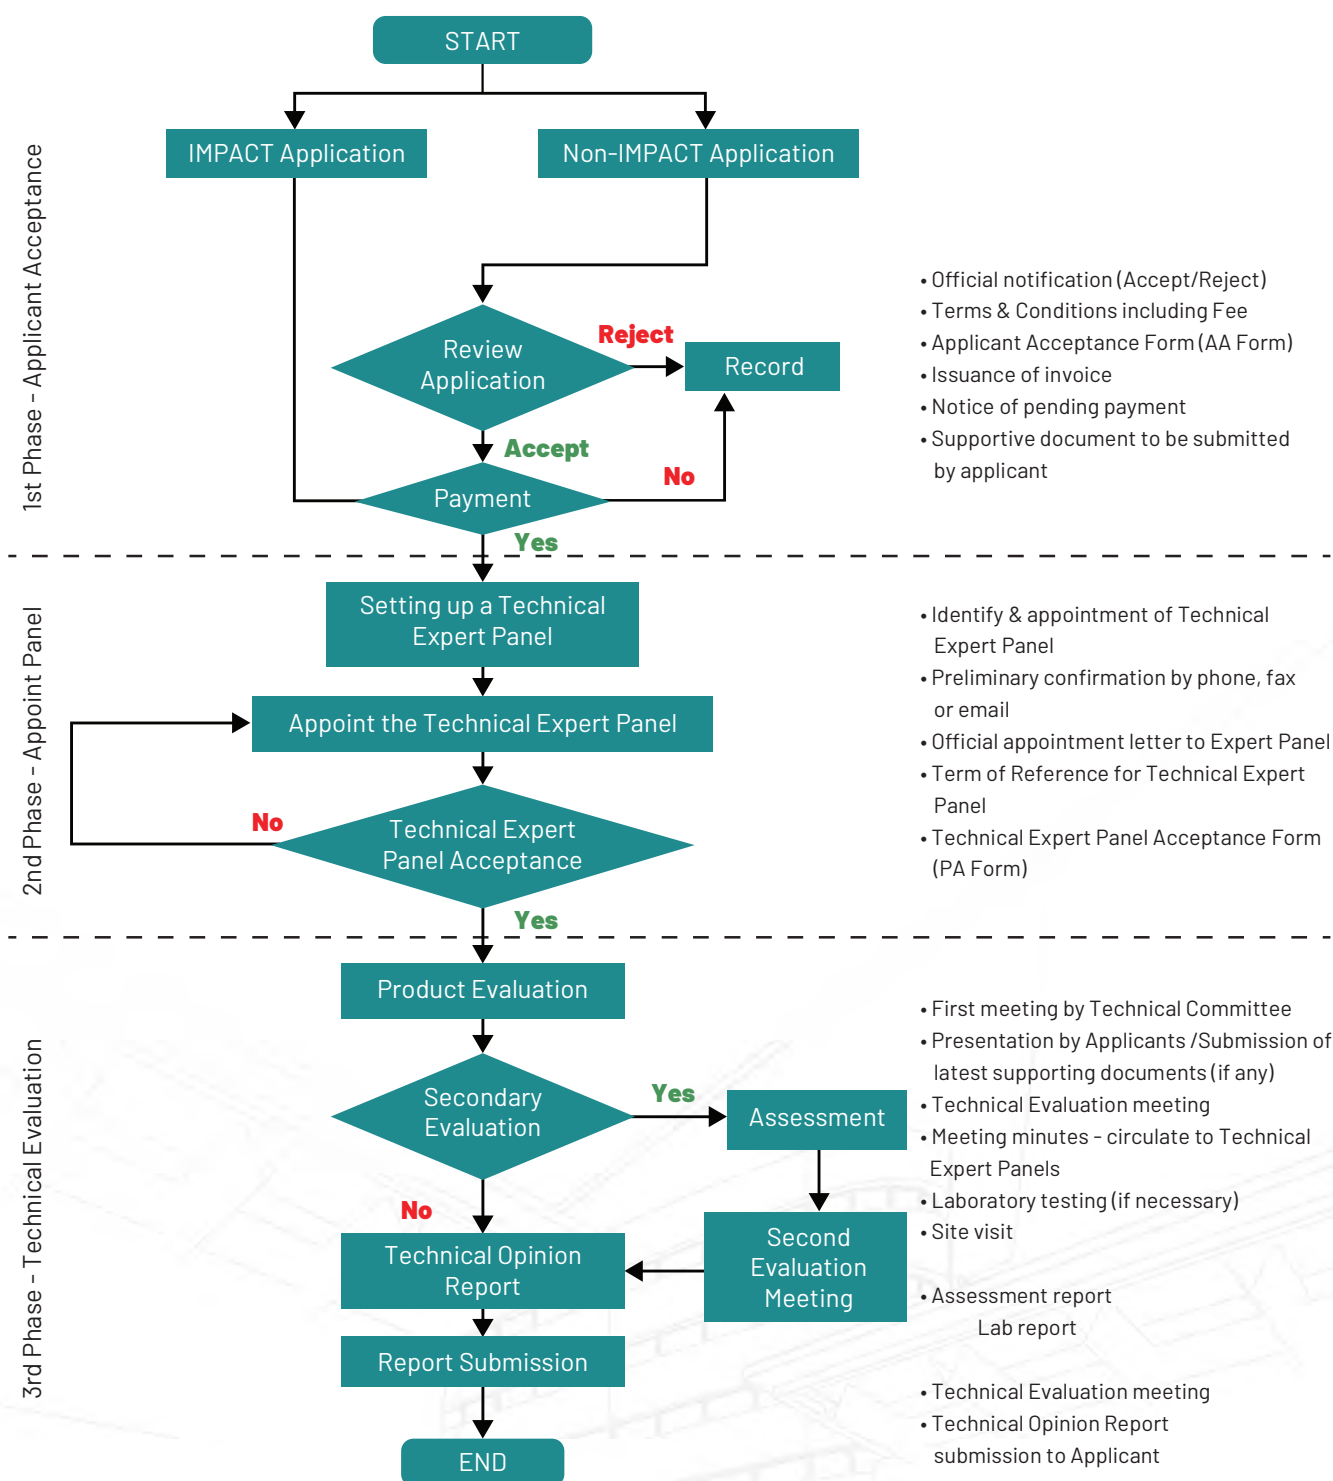 START
IMPACT Application
Non-IMPACT Application
1st Phase - Applicant Acceptance
Review
Application
Reject
Record
Accept
Payment
No
Yes
• Official notification (Accept/Reject)
• Terms & Conditions including Fee
• Applicant Acceptance Form (AA Form)
• Issuance of invoice
• Notice of pending payment
• Supportive document to be submitted
by applicant
2nd Phase - Appoint Panel
Setting up a Technical
Expert Panel
Appoint the Technical Expert Panel
Technical Expert
Panel Acceptance
No
Yes
• Identify & appointment of Technical
Expert Panel
• Preliminary confirmation by phone, fax
or email
• Official appointment letter to Expert Panel
• Term of Reference for Technical Expert
Panel
• Technical Expert Panel Acceptance Form
(PA Form)
3rd Phase - Technical Evaluation
Product Evaluation
Secondary
Evaluation
Yes
Assessment
No
Second
Evaluation
Meeting
Technical Opinion
Report
Report Submission
END
• First meeting by Technical Committee
• Presentation by Applicants /Submission of
latest supporting documents (if any)
• Technical Evaluation meeting
• Meeting minutes - circulate to Technical
Expert Panels
• Laboratory testing (if necessary)
• Site visit
• Assessment report
Lab report
• Technical Evaluation meeting
• Technical Opinion Report
submission to Applicant